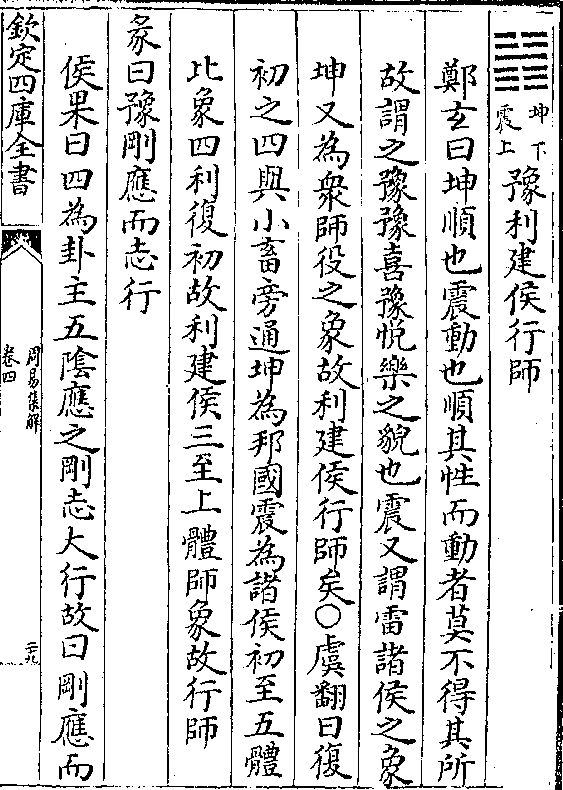 坤下
震上
豫利建侯行師
鄭玄曰坤順也震動也順其性而動者莫不得其所
故謂之豫豫喜豫悅樂之貌也震又謂雷諸侯之象
坤又為衆師役之象故利建侯行師矣○虞翻曰復
初之四與小畜旁通坤為邦國震為諸侯初至五體
比象四利復初故利建侯三至上體師象故行師
彖曰豫剛應而志行
侯果曰四為卦主五隂應之剛志大行故曰剛應而
欽定四庫全書
周易集解
卷四
二九